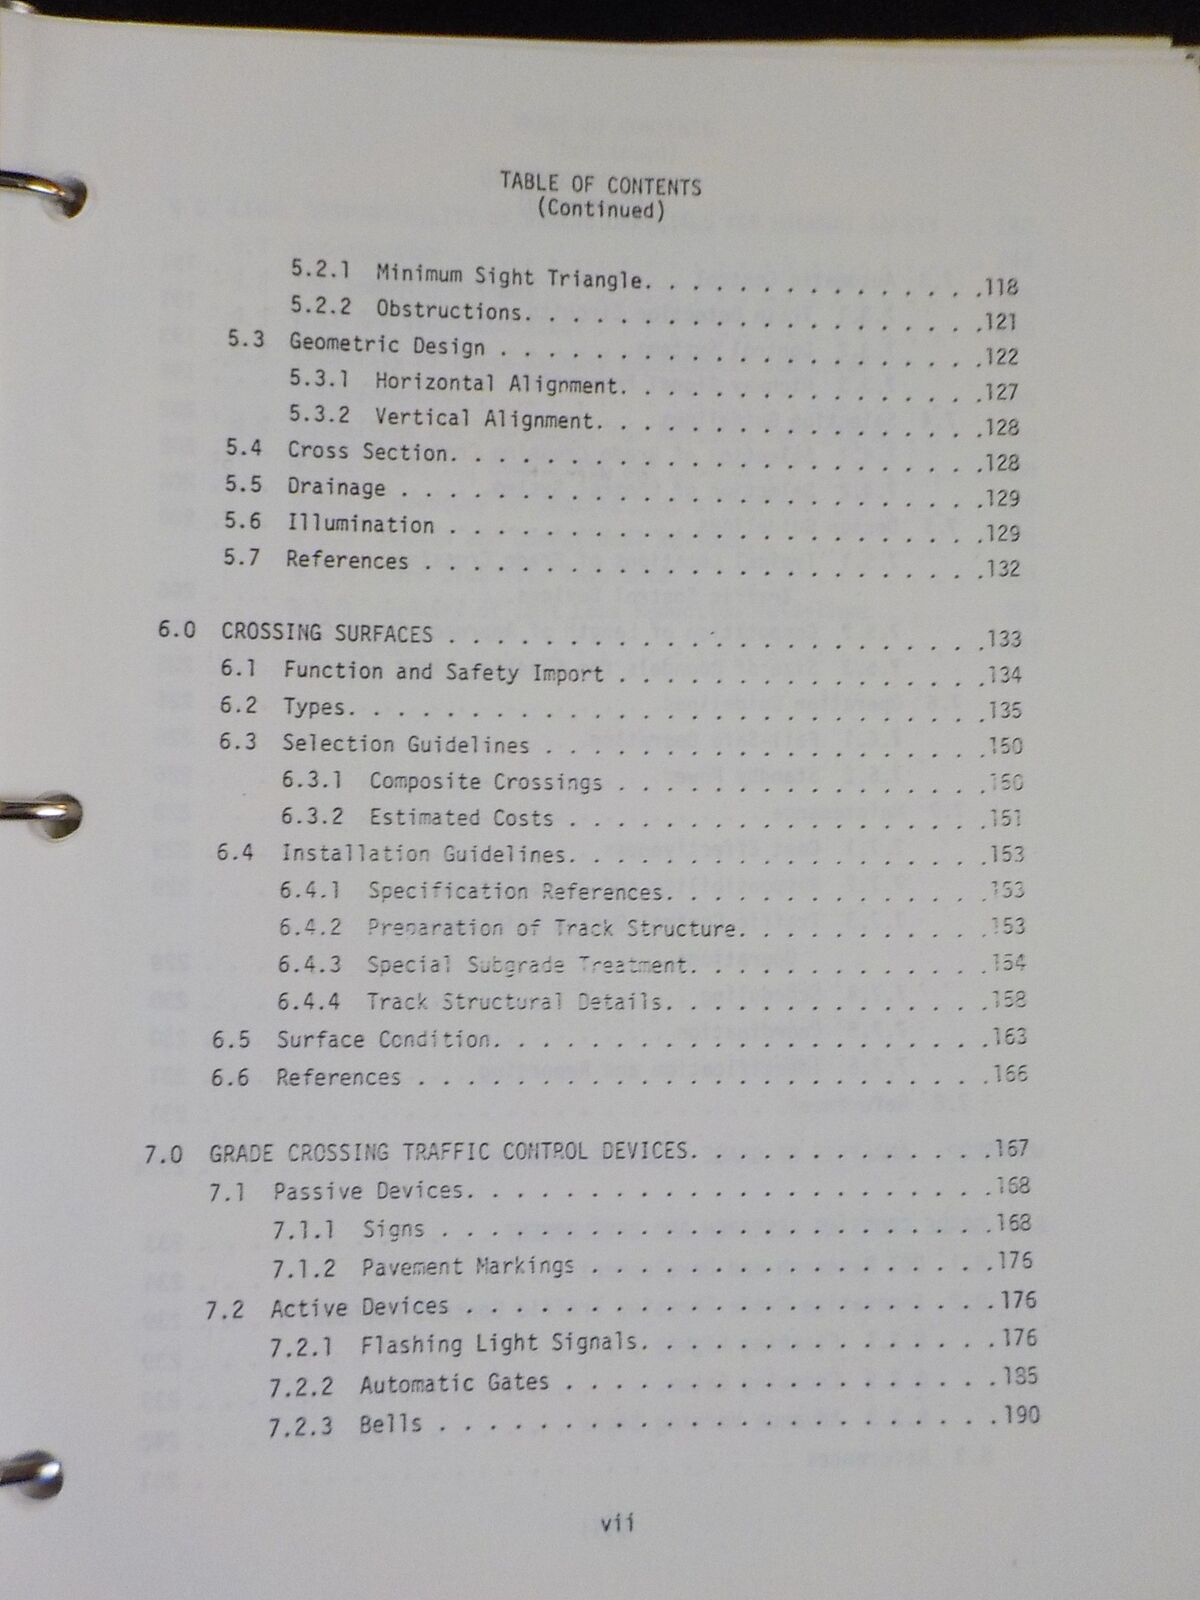 TABLE OF CONTENTS
(Continued)
5.2.1 Minimum Sight Triangle. . . . . . . . . . . . . . . .118
5.2.2 Obstructions. . . . . . . . . . . . . . . . . . . . .121
5.3 Geometric Design . . . . . . . . . . . . . . . . . . . . .122
5.3.1 Horizontal Alignment. . . . . . . . . . . . . . . . .127
5.3.2 Vertical Alignment. . . . . . . . . . . . . . . . . .128
5.4 Cross Section. . . . . . . . . . . . . . . . . . . . . . .128
5.5 Drainage . . . . . . . . . . . . . . . . . . . . . . . . .129
5.6 Illumination . . . . . . . . . . . . . . . . . . . . . . .129
5.7 References . . . . . . . . . . . . . . . . . . . . . . . .132
6.0 CROSSING SURFACES . . . . . . . . . . . . . . . . . . . . . . .133
6.1 Function and Safety Import . . . . . . . . . . . . . . . .134
6.2 Types. . . . . . . . . . . . . . . . . . . . . . . . . . .135
6.3 Selection Guidelines . . . . . . . . . . . . . . . . . . .150
6.3.1 Composite Crossings . . . . . . . . . . . . . . . . .150
6.3.2 Estimated Costs . . . . . . . . . . . . . . . . . . .151
6.4 Installation Guidelines. . . . . . . . . . . . . . . . . .153
6.4.1 Specification References. . . . . . . . . . . . . . .153
6.4.2 Preparation of Track Structure. . . . . . . . . . . .153
6.4.3 Special Subgrade Treatment. . . . . . . . . . . . . .154
6.4.4 Track Structural Details. . . . . . . . . . . . . . .158
6.5 Surface Condition. . . . . . . . . . . . . . . . . . . . .163
6.6 References . . . . . . . . . . . . . . . . . . . . . . . .166
7.0 GRADE CROSSING TRAFFIC CONTROL DEVICES. . . . . . . . . . . . .167
7.1 Passive Devices. . . . . . . . . . . . . . . . . . . . . .168
7.1.1 Signs . . . . . . . . . . . . . . . . . . . . . . . .168
7.1.2 Pavement Markings . . . . . . . . . . . . . . . . . .176
7.2 Active Devices . . . . . . . . . . . . . . . . . . . . . .176
7.2.1 Flashing Light Signals. . . . . . . . . . . . . . . .176
7.2.2 Automatic Gates . . . . . . . . . . . . . . . . . . .185
7.2.3 Bells . . . . . . . . . . . . . . . . . . . . . . . .190
vii